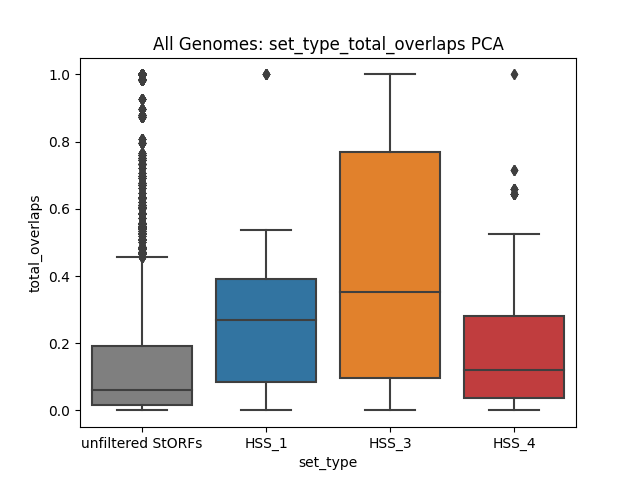 All Genomes: set_type_total_overlaps PCA
1.0
0.8
0.6
0.4
0.2
0.0
total_overlaps
unfiltered StORFs HSS_1 HSS_3 HSS_4
set_type